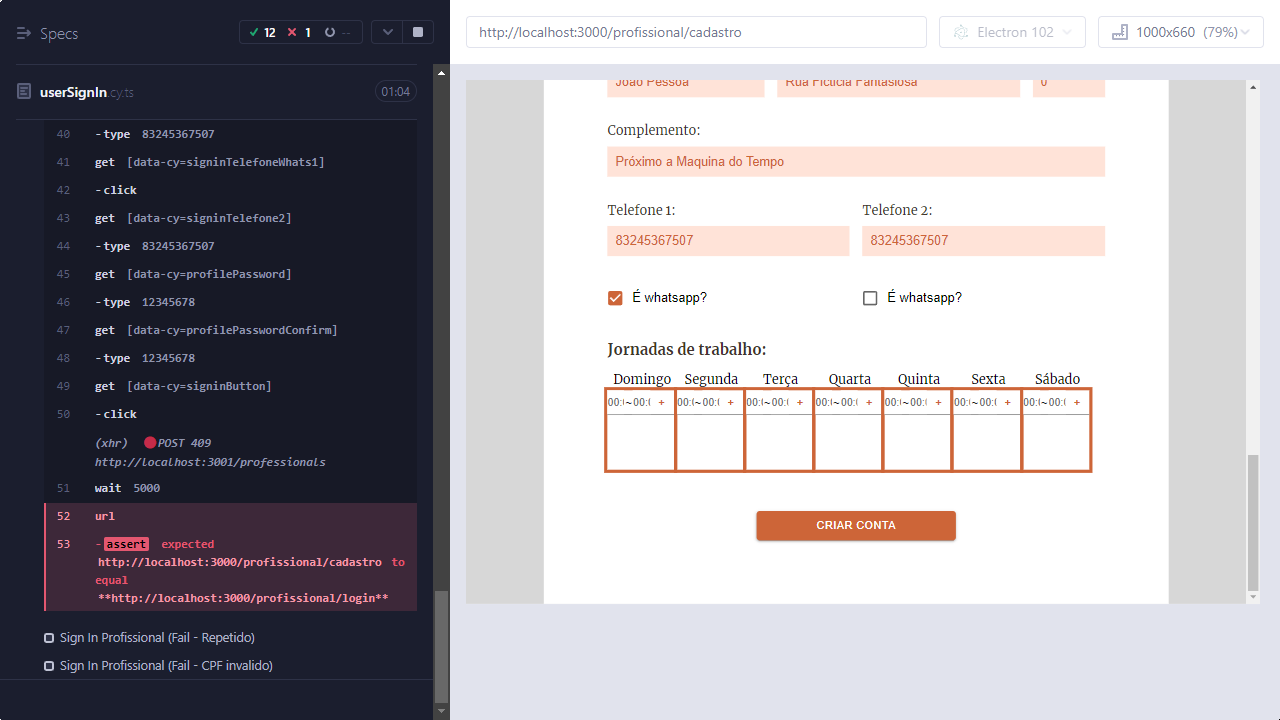 Specs
12
1
--
userSignIn.cy.ts
01:04
40 -type 83245367507
41 get [data-cy=signinTelefoneWhats1]
42 -click
43 get [data-cy=signinTelefone2]
44 -type 83245367507
45 get [data-cy=profilePassword]
46 -type 12345678
47 get [data-cy=profilePasswordConfirm]
48 -type 12345678
49 get [data-cy=signinButton]
50 -click
(xhr) POST 409
http://localhost:3001/professionals
51 wait 5000
52 url
53 -assert expected
http://localhost:3000/profissional/cadastro to
equal
**http://localhost:3000/profissional/login**
Sign In Profissional (Fail - Repetido)
Sign In Profissional (Fail - CPF invalido)
http://localhost:3000/profissional/cadastro
Electron 102
1000x660 (79%)
João Pessoa Rua Fictícia Fantasiosa 0
Complemento:
Próximo a Maquina do Tempo
Telefone 1: Telefone 2:
83245367507 83245367507
É whatsapp? É whatsapp?
Jornadas de trabalho:
Domingo Segunda Terça Quarta Quinta Sexta Sábado
00:~00: + 00:~00: + 00:~00: + 00:~00: + 00:~00: + 00:~00: + 00:~00: +
CRIAR CONTA